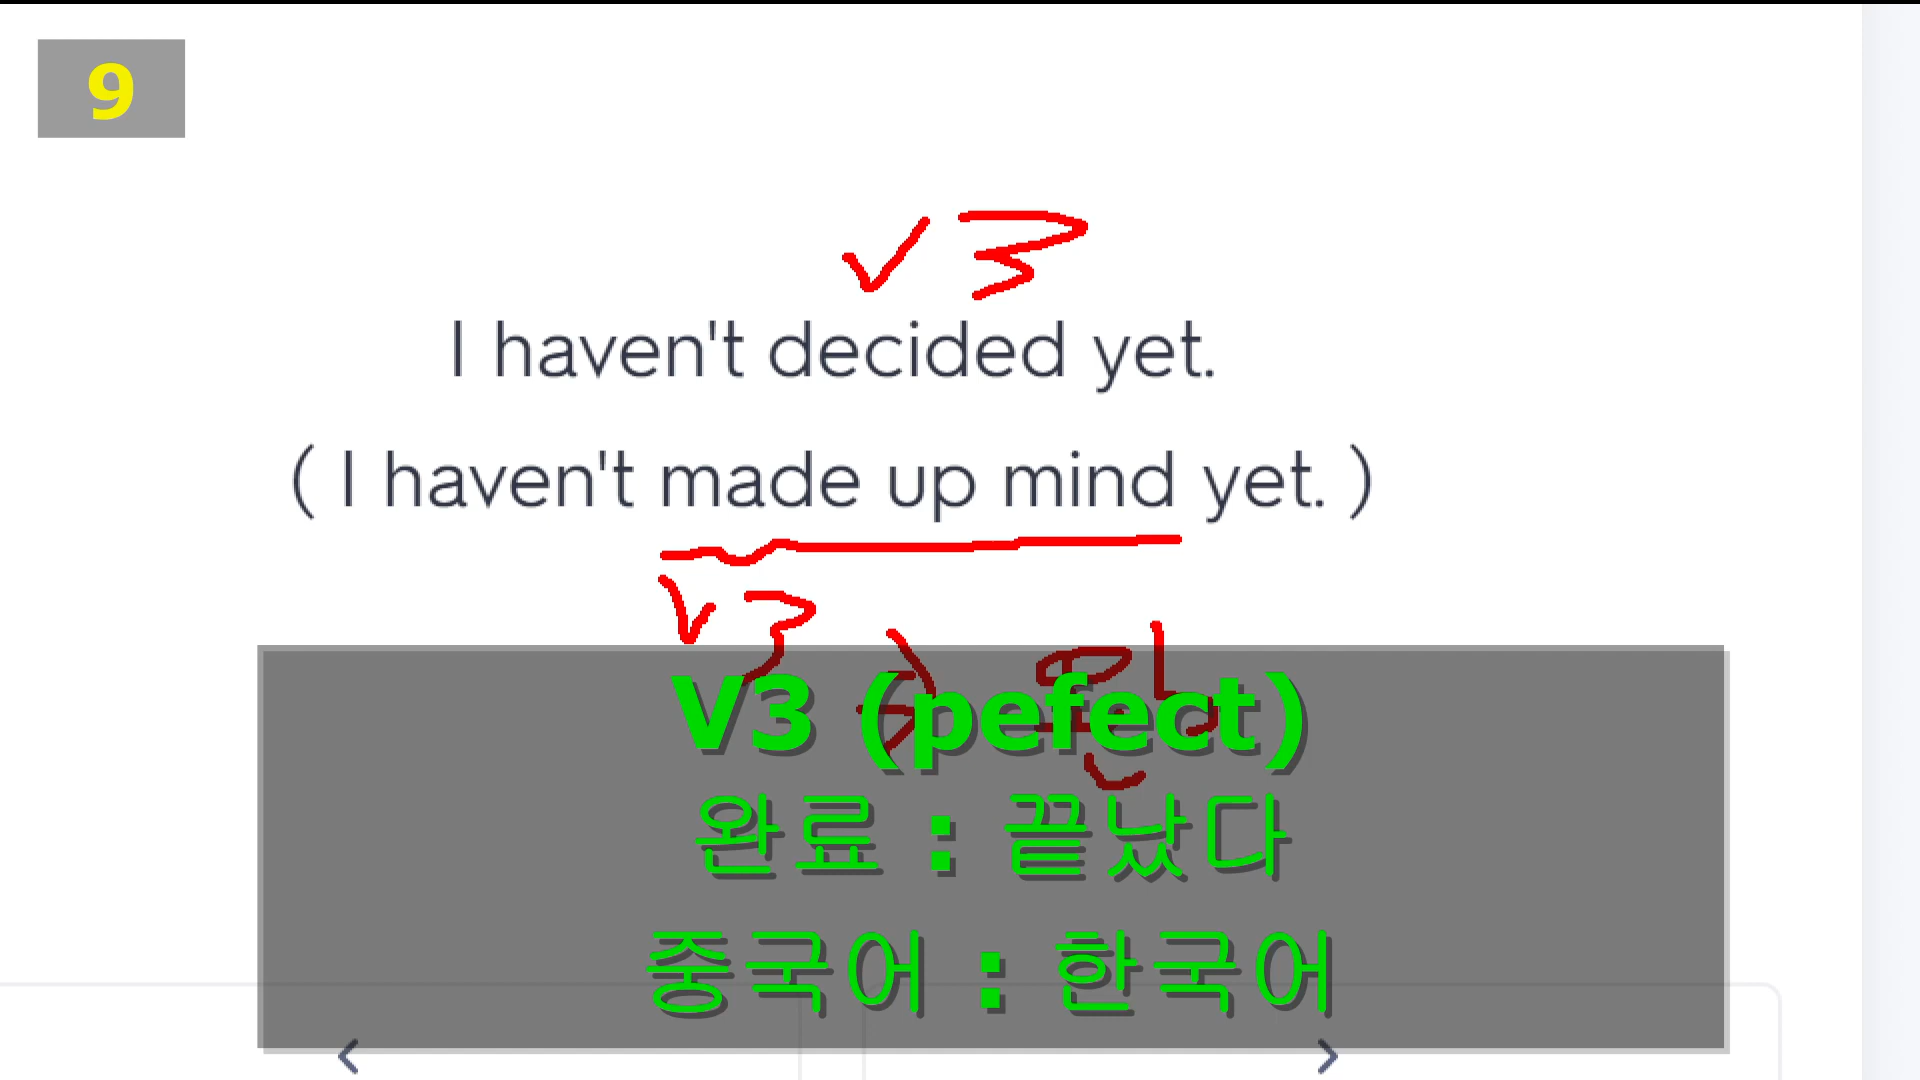 9
V3
I haven't decided yet.
( I haven't made up mind yet. )
V3
V3 (pefect)
완료 : 끝났다
중국어 : 한국어